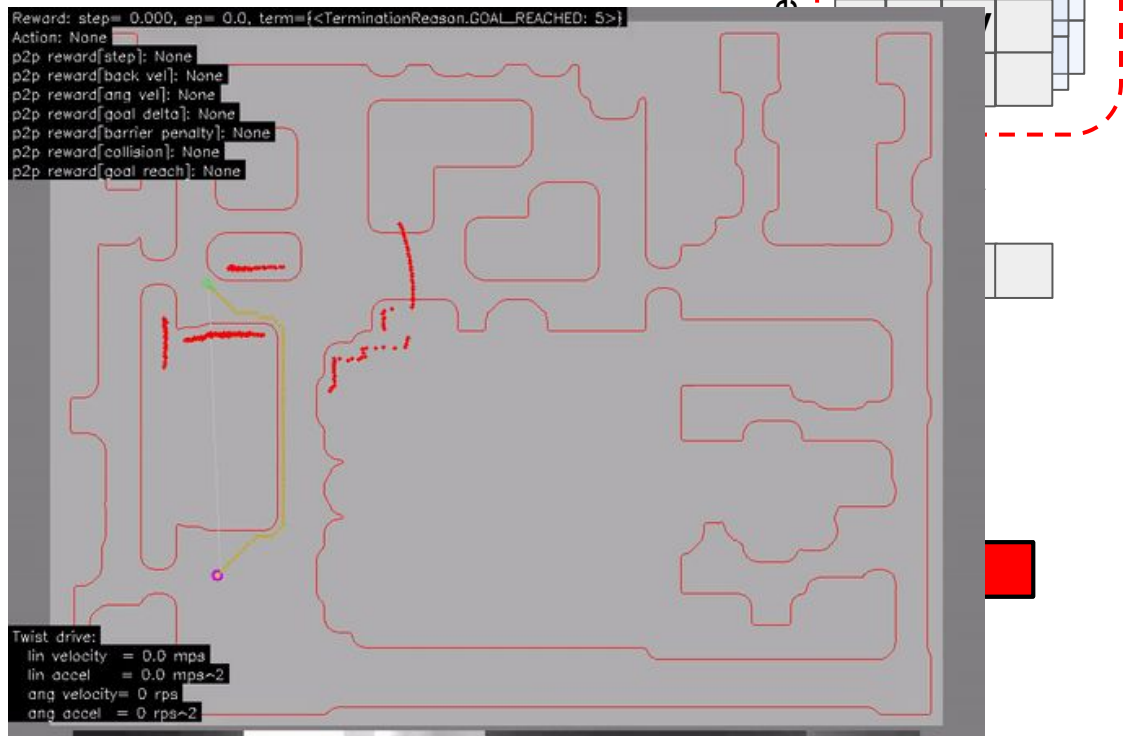 Reward: step= 0.000, ep= 0.0, term={<TerminationReason.GOAL_REACHED: 5>}
Action: None
p2p reward[step]: None
p2p reward[back vel]: None
p2p reward[ang vel]: None
p2p reward[goal delta]: None
p2p reward[barrier penalty]: None
p2p reward[collision]: None
p2p reward[goal reach]: None
Twist drive:
lin velocity = 0.0 mps
lin accel = 0.0 mps^2
ang velocity= 0 rps
ang accel = 0 rps^2